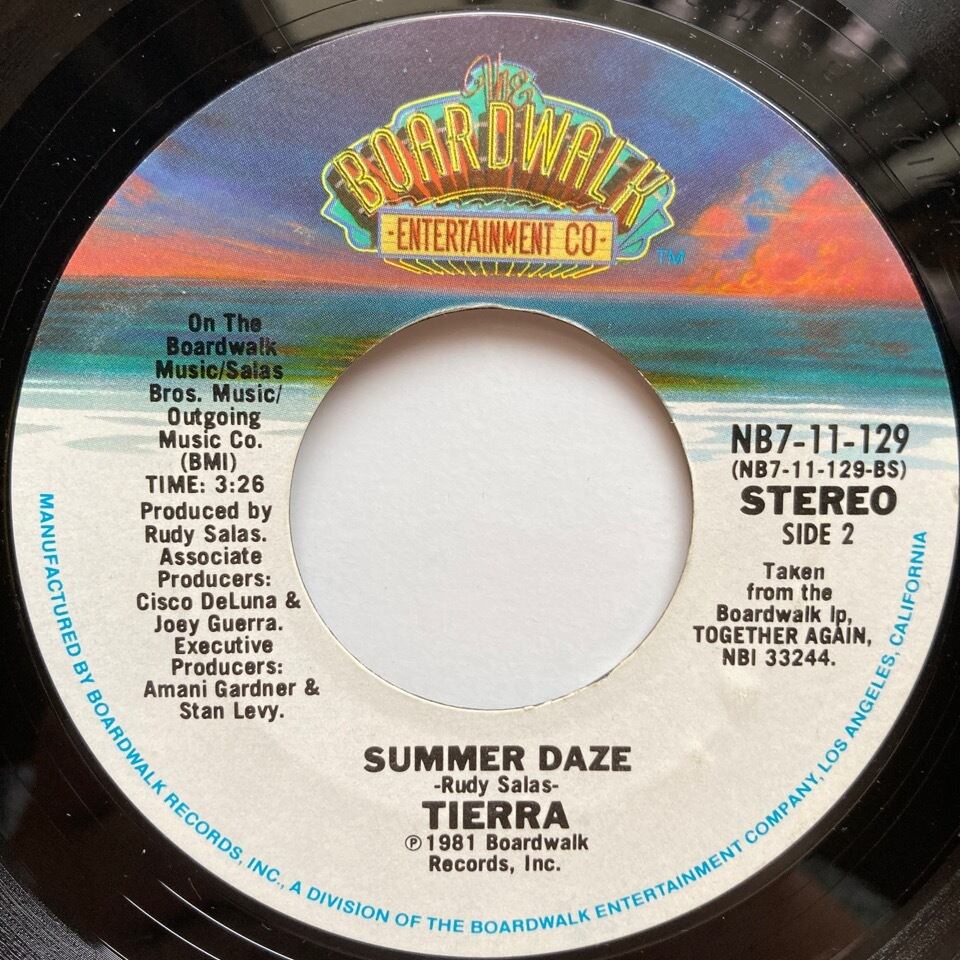 The
BOARDWALK
·ENTERTAINMENT CO·
TM
On The
Boardwalk
Music/Salas
Bros. Music/
Outgoing
Music Co.
(BMI)
TIME: 3:26
Produced by
Rudy Salas.
Associate
Producers:
Cisco DeLuna &
Joey Guerra.
Executive
Producers:
Amani Gardner &
Stan Levy.
NB7-11-129
(NB7-11-129-BS)
STEREO
SIDE 2
Taken
from the
Boardwalk lp,
TOGETHER AGAIN,
NBI 33244.
SUMMER DAZE
-Rudy Salas-
TIERRA
℗1981 Boardwalk
Records, Inc.
MANUFACTURED BY BOARDWALK RECORDS, INC., A DIVISION OF THE BOARDWALK ENTERTAINMENT COMPANY, LOS ANGELES, CALIFORNIA